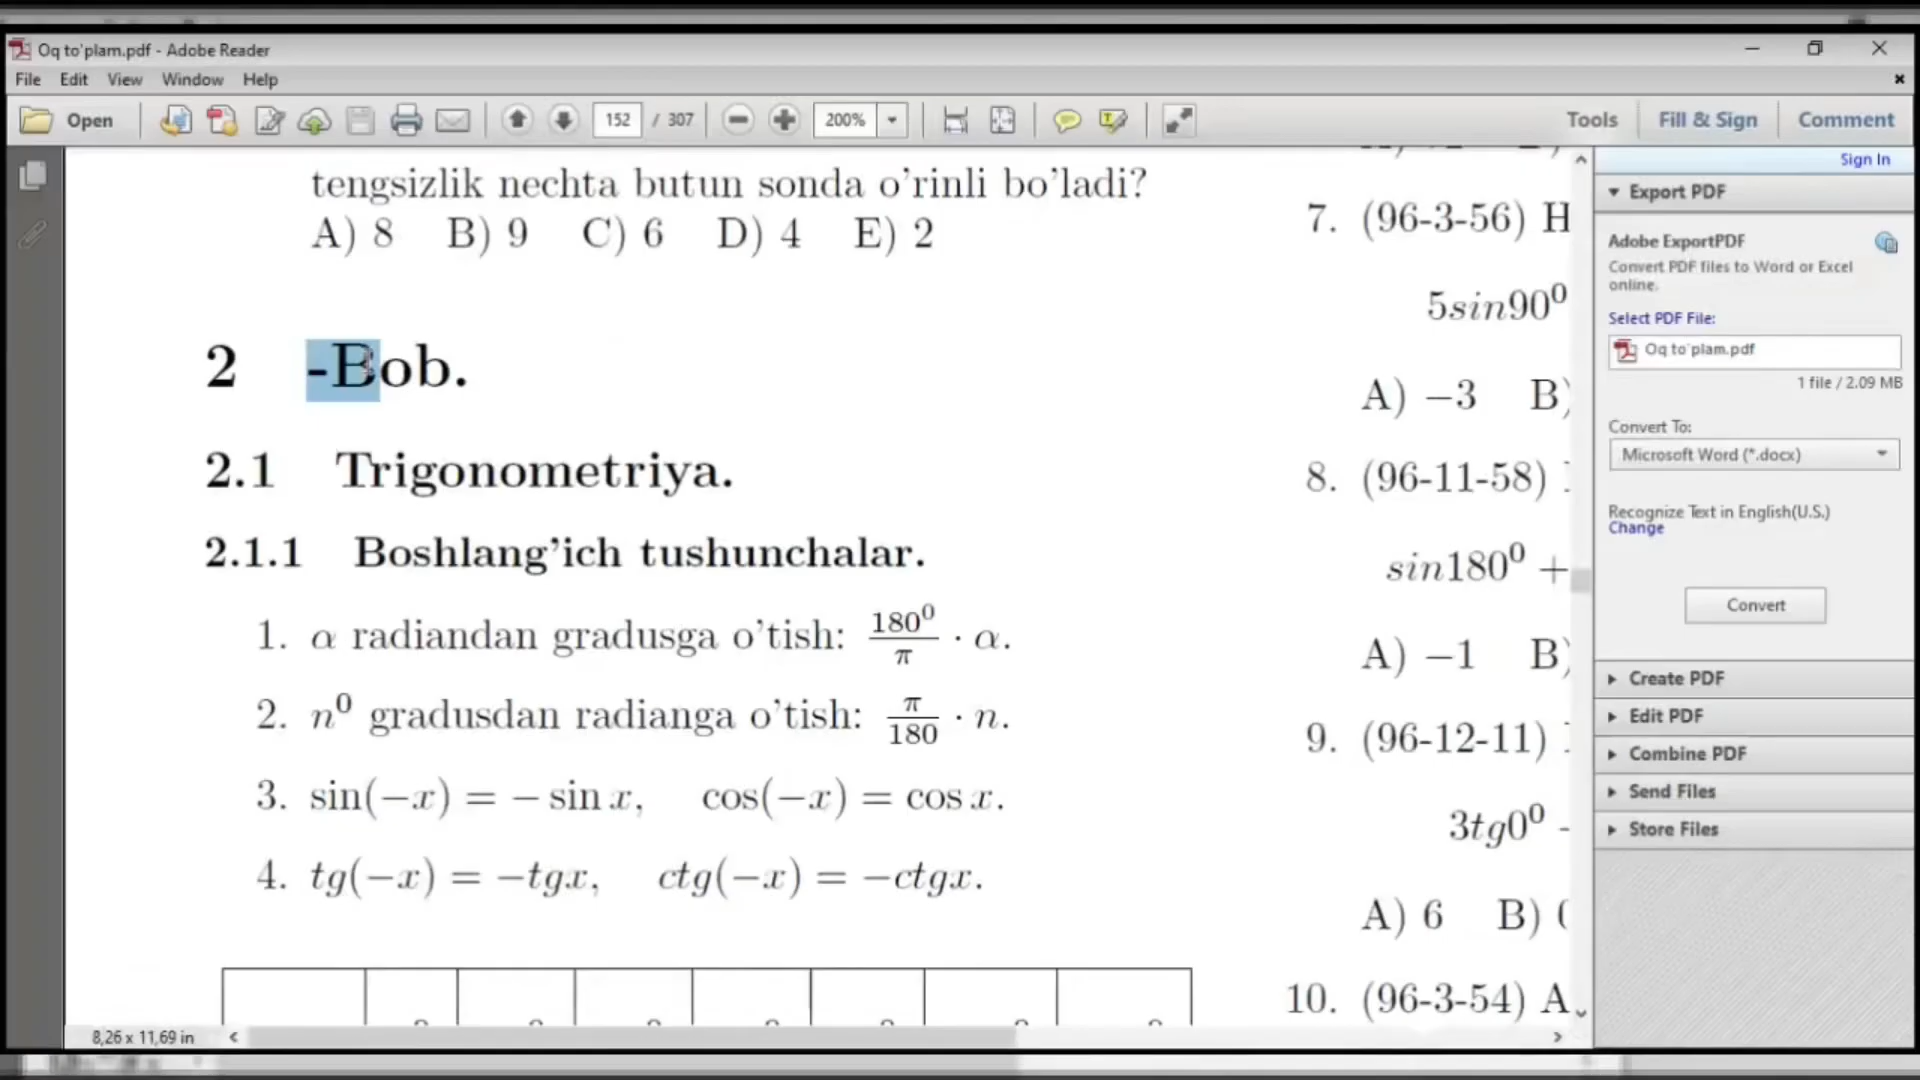 Oq to`plam.pdf - Adobe Reader
File Edit View Window Help
Open 152 / 307 200% Tools Fill & Sign Comment
tengsizlik nechta butun sonda o'rinli bo'ladi?
A) 8 B) 9 C) 6 D) 4 E) 2
2 -Bob.
2.1 Trigonometriya.
2.1.1 Boshlang'ich tushunchalar.
1. α radiandan gradusga o'tish: 180⁰/π · α.
2. n⁰ gradusdan radianga o'tish: π/180 · n.
3. sin(−x) = − sin x, cos(−x) = cos x.
4. tg(−x) = −tgx, ctg(−x) = −ctgx.
7. (96-3-56) H
5sin90⁰
A) −3 B)
8. (96-11-58)
sin180⁰ +
A) −1 B)
9. (96-12-11)
3tg0⁰ -
A) 6 B)
10. (96-3-54) A
Sign In
Export PDF
Adobe ExportPDF
Convert PDF files to Word or Excel
online.
Select PDF File:
Oq to`plam.pdf
1 file / 2.09 MB
Convert To:
Microsoft Word (*.docx)
Recognize Text in English(U.S.)
Change
Convert
Create PDF
Edit PDF
Combine PDF
Send Files
Store Files
8,26 x 11,69 in